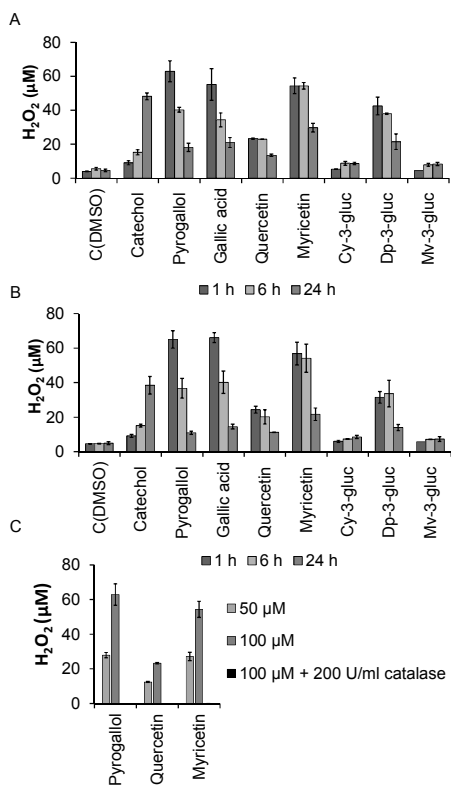 A
H₂O₂ (µM)
80
60
40
20
0
C(DMSO)
Catechol
Pyrogallol
Gallic acid
Quercetin
Myricetin
Cy-3-gluc
Dp-3-gluc
Mv-3-gluc
1 h 6 h 24 h
B
H₂O₂ (µM)
80
60
40
20
0
C(DMSO)
Catechol
Pyrogallol
Gallic acid
Quercetin
Myricetin
Cy-3-gluc
Dp-3-gluc
Mv-3-gluc
1 h 6 h 24 h
C
H₂O₂ (µM)
80
60
40
20
0
Pyrogallol
Quercetin
Myricetin
50 µM
100 µM
100 µM + 200 U/ml catalase